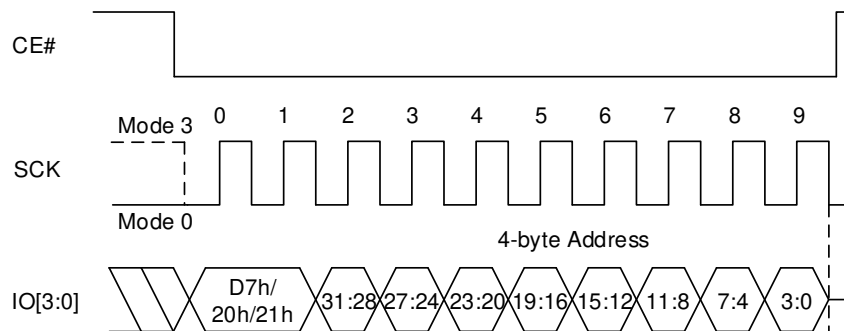 CE#
Mode 3
0 1 2 3 4 5 6 7 8 9
SCK
Mode 0
4-byte Address
IO[3:0]
D7h/
20h/21h
31:28 27:24 23:20 19:16 15:12 11:8 7:4 3:0